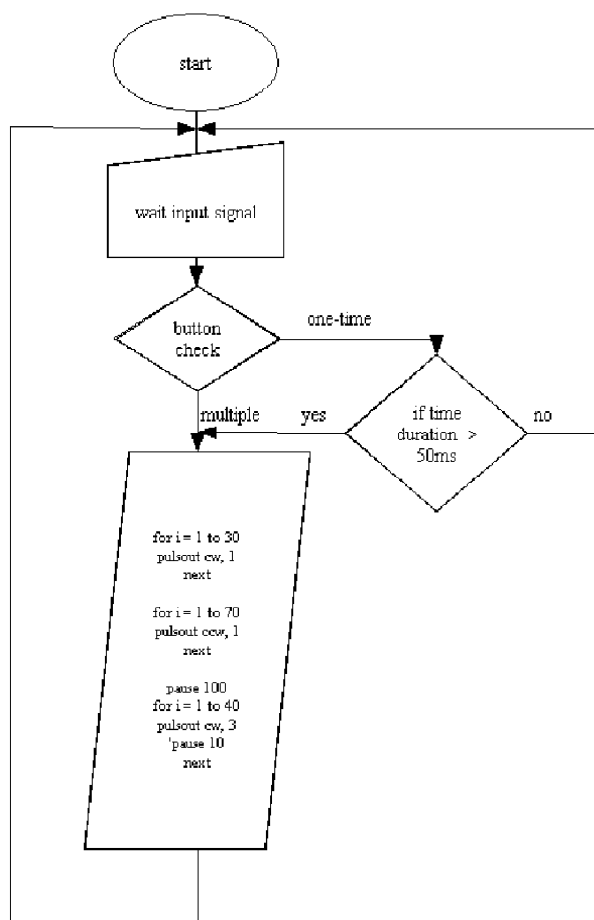 start
wait input signal
button
check
one-time
multiple
yes
if time
duration >
50ms
no
for i = 1 to 30
pulsout cw, 1
next
for i = 1 to 70
pulsout ccw, 1
next
pause 100
for i = 1 to 40
pulsout cw, 3
'pause 10
next